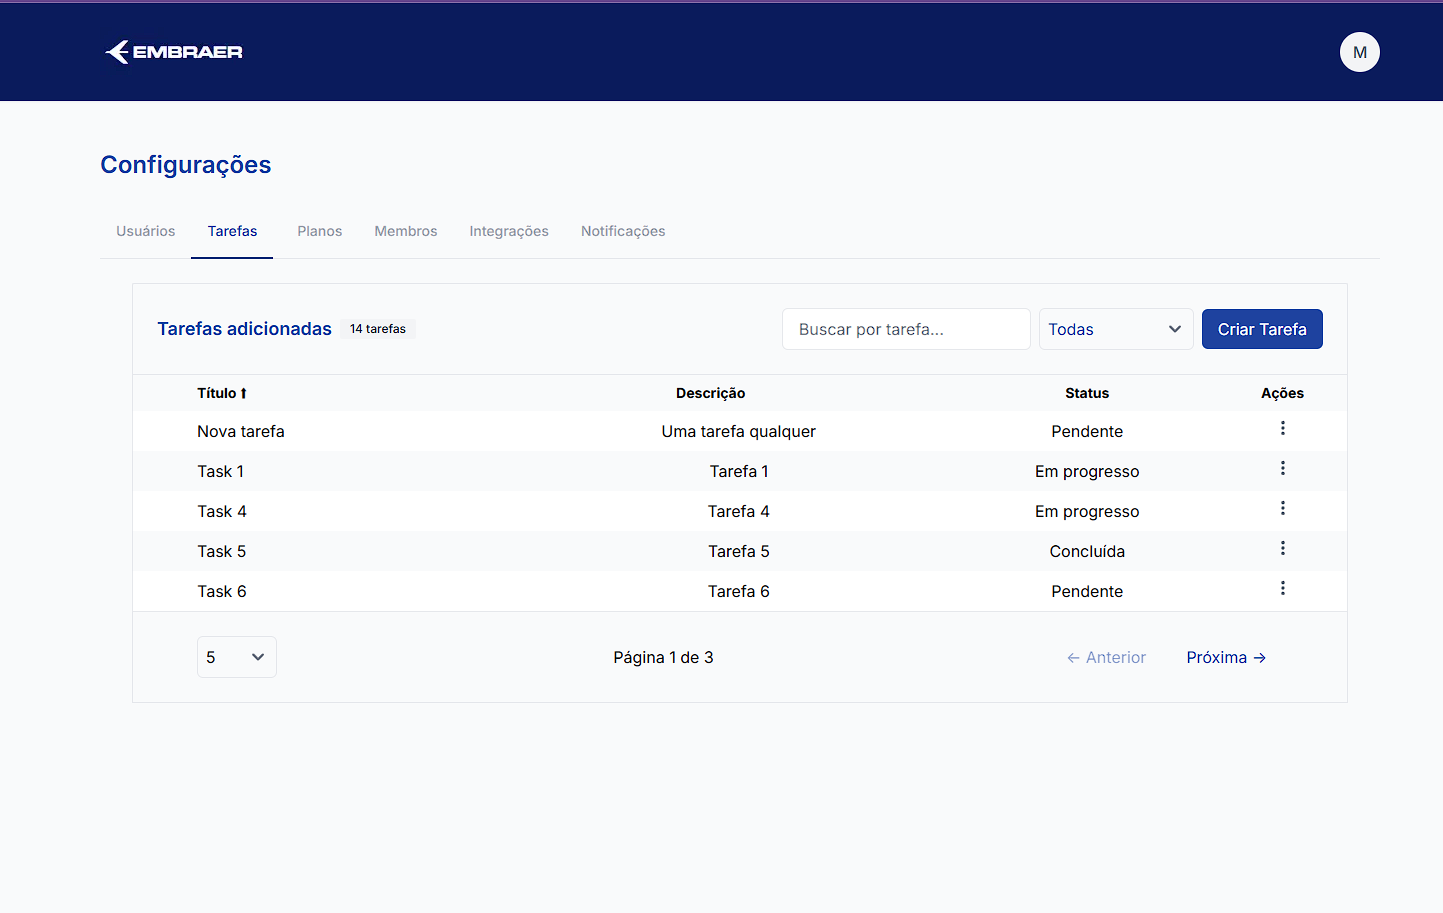 EMBRAER
M
Configurações
Usuários Tarefas Planos Membros Integrações Notificações
Tarefas adicionadas 14 tarefas Buscar por tarefa... Todas Criar Tarefa
Título ⬆ Descrição Status Ações
Nova tarefa Uma tarefa qualquer Pendente
Task 1 Tarefa 1 Em progresso
Task 4 Tarefa 4 Em progresso
Task 5 Tarefa 5 Concluída
Task 6 Tarefa 6 Pendente
5 Página 1 de 3 ← Anterior Próxima →